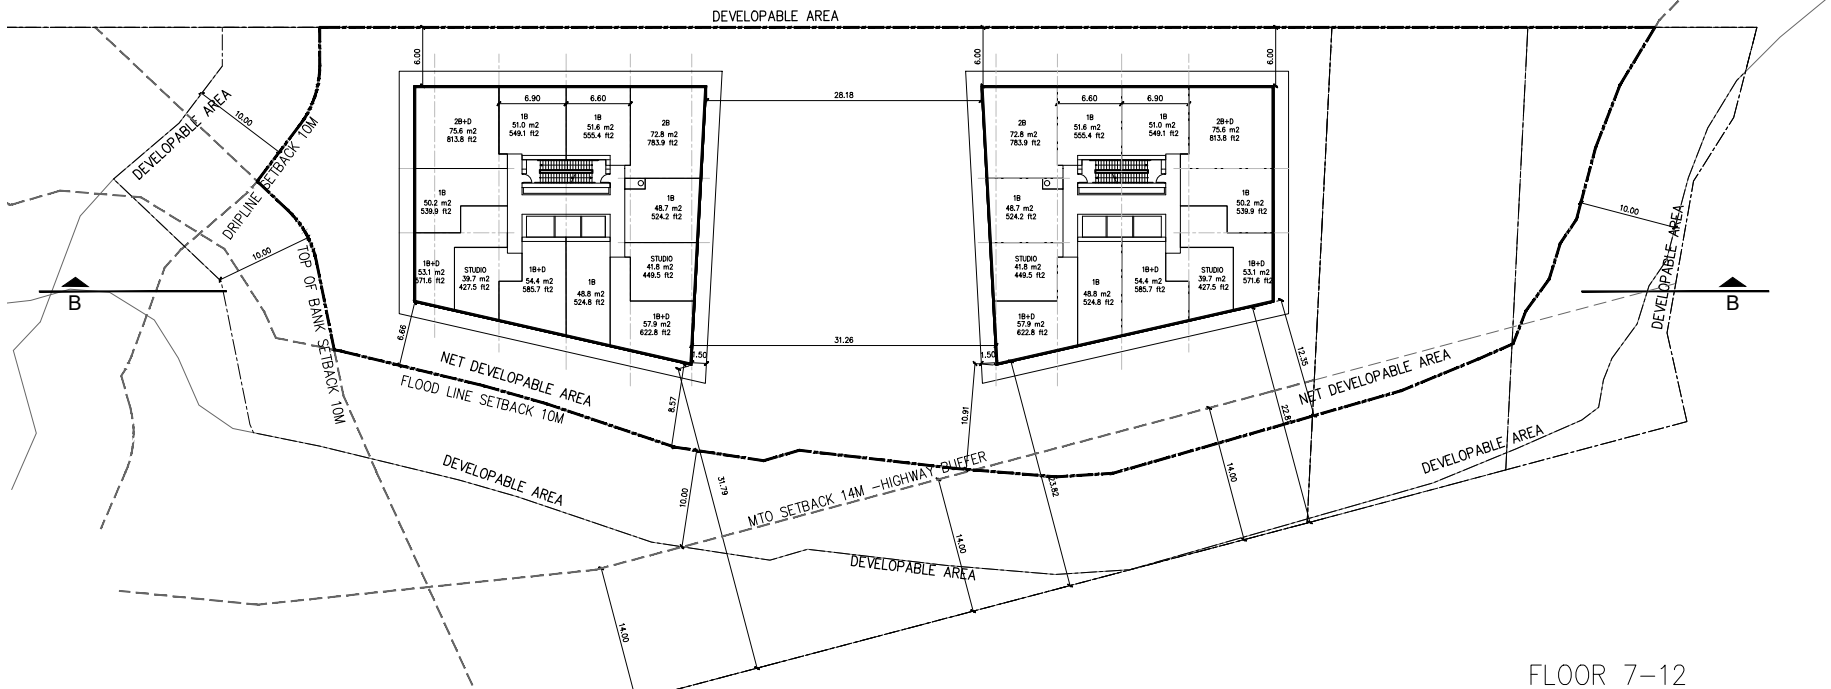 DEVELOPABLE AREA
6.00
6.00
6.00
DEVELOPABLE AREA
10.00
DRIPLINE SETBACK 10M
10.00
TOP OF BANK SETBACK 10M
B
6.90
6.60
2B+D
75.6 m2
813.8 ft2
1B
51.0 m2
549.1 ft2
1B
51.6 m2
555.4 ft2
2B
72.8 m2
783.9 ft2
1B
50.2 m2
539.9 ft2
1B
48.7 m2
524.2 ft2
1B+D
53.1 m2
571.6 ft2
STUDIO
39.7 m2
427.5 ft2
1B+D
54.4 m2
585.7 ft2
1B
48.8 m2
524.8 ft2
STUDIO
41.8 m2
449.5 ft2
1B+D
57.9 m2
622.8 ft2
28.18
31.26
1.50
1.50
6.60
6.90
2B
72.8 m2
783.9 ft2
1B
51.6 m2
555.4 ft2
1B
51.0 m2
549.1 ft2
2B+D
75.6 m2
813.8 ft2
1B
48.7 m2
524.2 ft2
1B
50.2 m2
539.9 ft2
STUDIO
41.8 m2
449.5 ft2
1B
48.8 m2
524.8 ft2
1B+D
54.4 m2
585.7 ft2
STUDIO
39.7 m2
427.5 ft2
1B+D
53.1 m2
571.6 ft2
1B+D
57.9 m2
622.8 ft2
10.00
DEVELOPABLE AREA
DEVELOPABLE AREA
B
6.66
NET DEVELOPABLE AREA
FLOOD LINE SETBACK 10M
8.57
10.91
12.35
22.8
NET DEVELOPABLE AREA
DEVELOPABLE AREA
DEVELOPABLE AREA
10.00
31.79
MTO SETBACK 14M -HIGHWAY BUFFER
23.82
14.00
14.00
DEVELOPABLE AREA
14.00
FLOOR 7-12